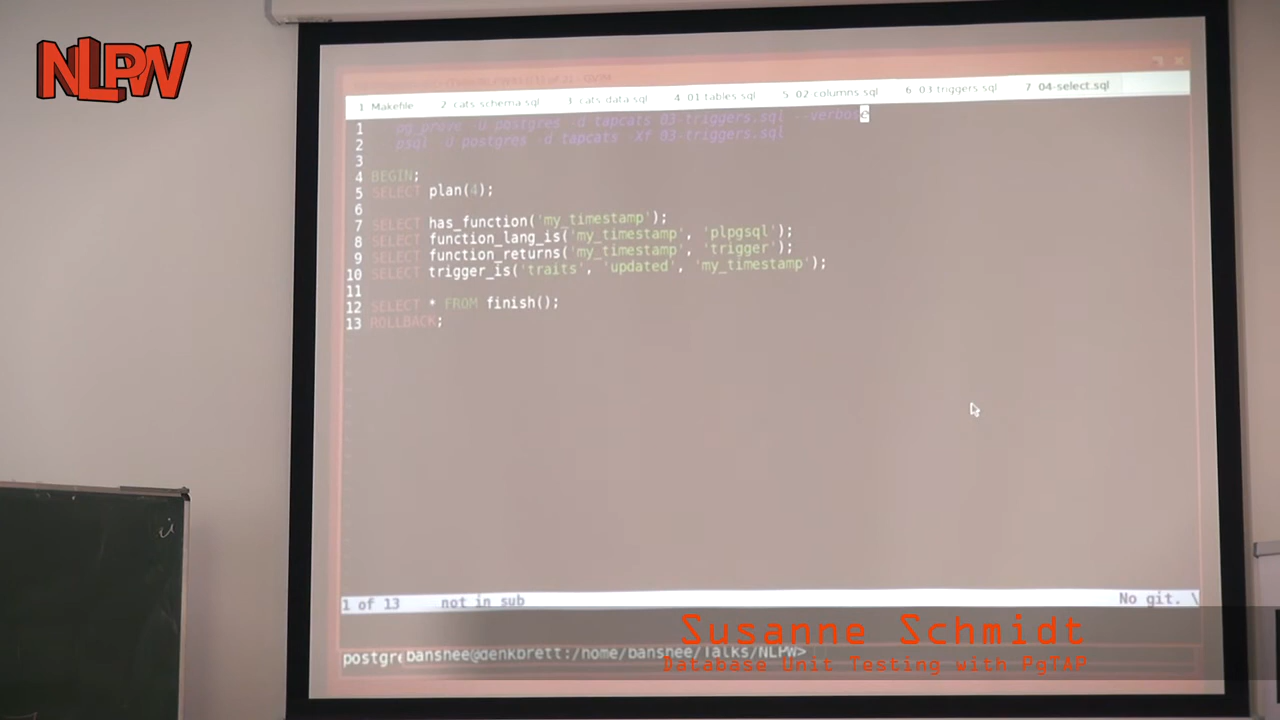 NLPW
1 Makefile 2 cats schema.sql 3 cats data.sql 4 01 tables.sql 5 02 columns.sql 6 03 triggers.sql 7 04-select.sql
1 pg_prove -U postgres -d tapcats 03-triggers.sql --verbose
2 psql -U postgres -d tapcats -Xf 03-triggers.sql
3
4 BEGIN;
5 SELECT plan(4);
6
7 SELECT has_function('my_timestamp');
8 SELECT function_lang_is('my_timestamp', 'plpgsql');
9 SELECT function_returns('my_timestamp', 'trigger');
10 SELECT trigger_is('traits', 'updated', 'my_timestamp');
11
12 SELECT * FROM finish();
13 ROLLBACK;
1 of 13 not in sub No git. \
Susanne Schmidt
postgre banshee@denkbrett:/home/banshee/Talks/NLPW>
Database Unit Testing with PgTAP